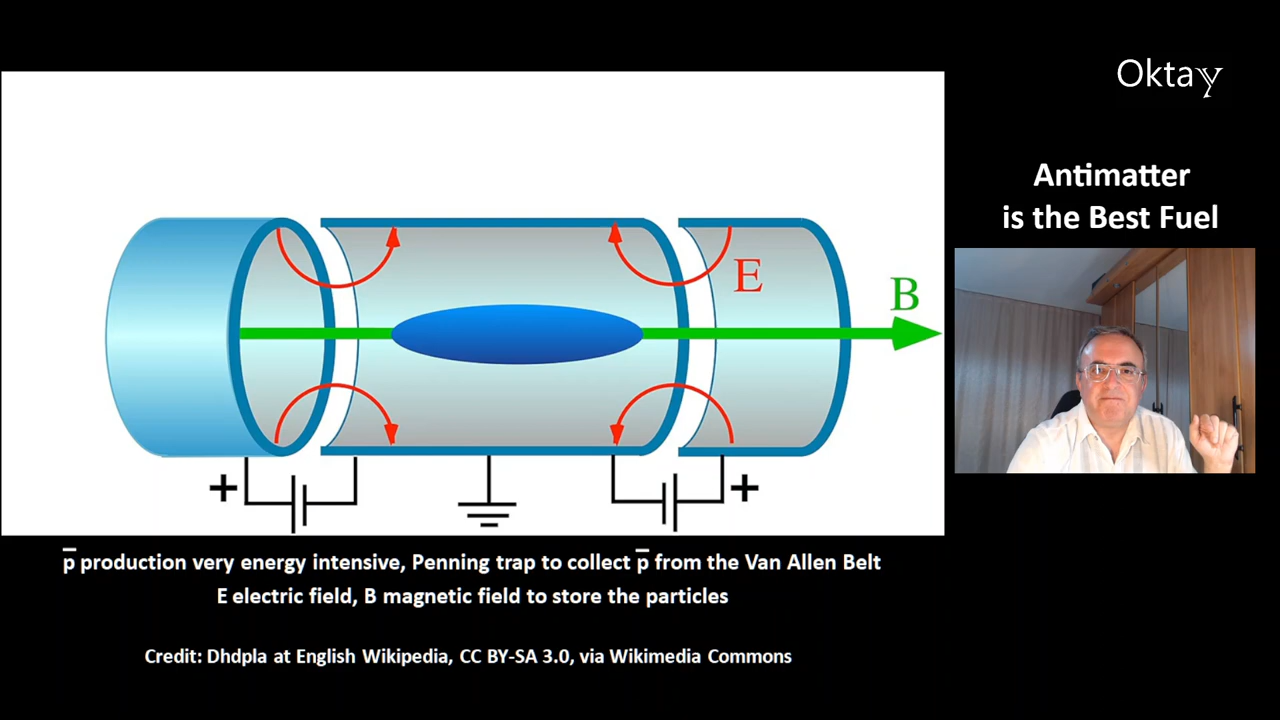 Oktay
Antimatter
is the Best Fuel
E
B
+
+
p̅ production very energy intensive, Penning trap to collect p̅ from the Van Allen Belt
E electric field, B magnetic field to store the particles
Credit: Dhdpla at English Wikipedia, CC BY-SA 3.0, via Wikimedia Commons